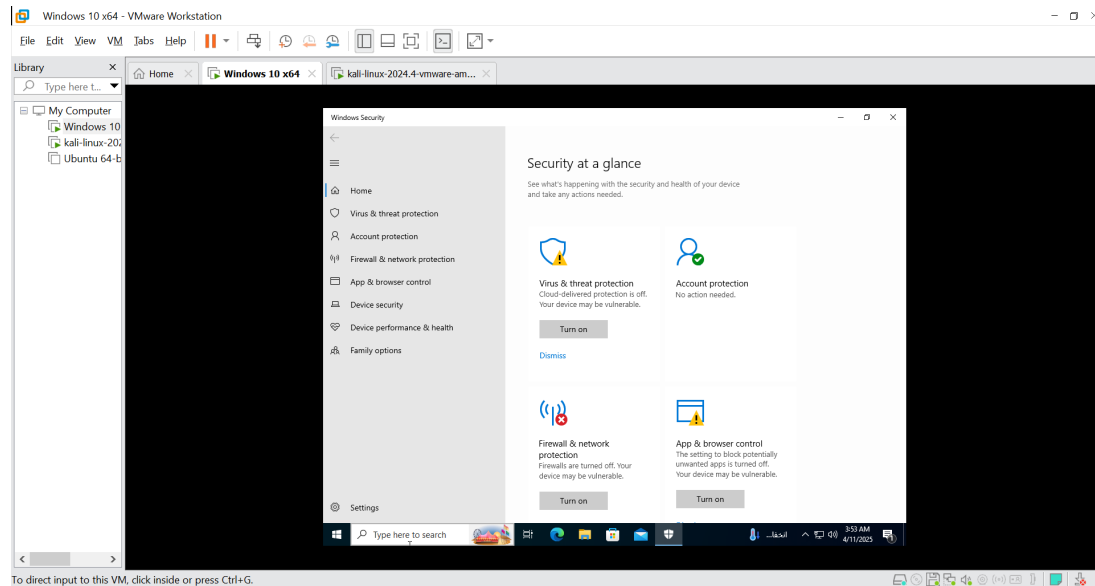 Windows 10 x64 - VMware Workstation
File Edit View VM Tabs Help
Library
Type here t...
My Computer
Windows 10
kali-linux-202
Ubuntu 64-b
Home
Windows 10 x64
kali-linux-2024.4-vmware-am...
Windows Security
Home
Virus & threat protection
Account protection
Firewall & network protection
App & browser control
Device security
Device performance & health
Family options
Settings
Security at a glance
See what's happening with the security and health of your device
and take any actions needed.
Virus & threat protection
Cloud-delivered protection is off.
Your device may be vulnerable.
Turn on
Dismiss
Account protection
No action needed.
Firewall & network
protection
Firewalls are turned off. Your
device may be vulnerable.
Turn on
App & browser control
The setting to block potentially
unwanted apps is turned off.
Your device may be vulnerable.
Turn on
Type here to search
انخفا...
3:53 AM
4/11/2025
To direct input to this VM, click inside or press Ctrl+G.